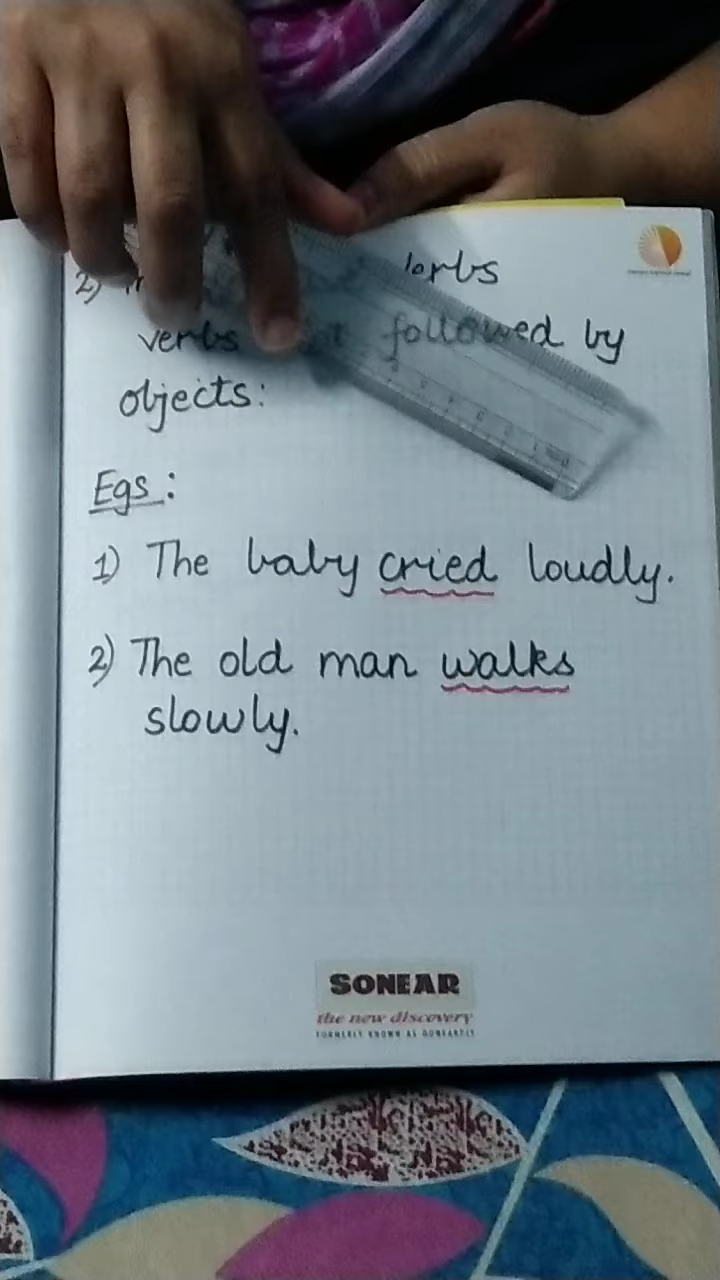 2) verbs
verbs followed by
objects:
Egs:
1) The baby cried loudly.
2) The old man walks
slowly.
SONEAR
the new discovery